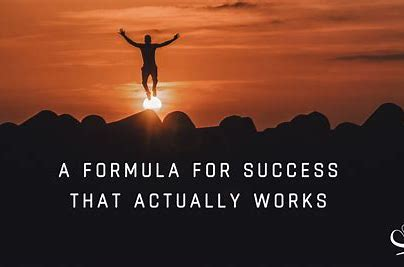 A FORMULA FOR SUCCESS
THAT ACTUALLY WORKS